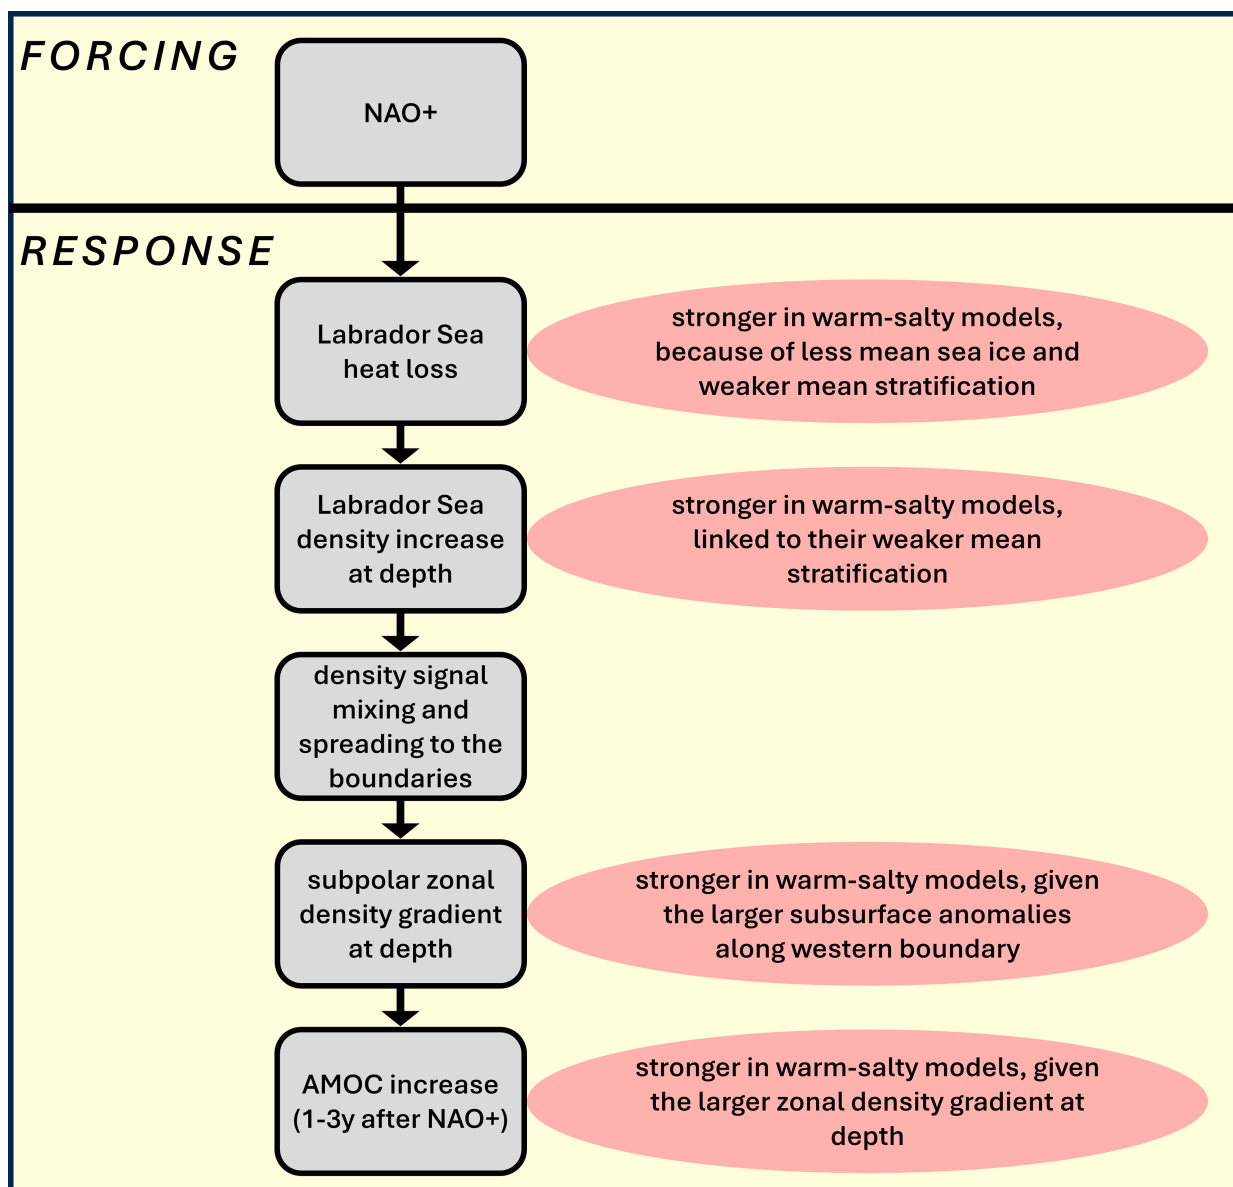 FORCING
NAO+
RESPONSE
Labrador Sea
heat loss
stronger in warm-salty models,
because of less mean sea ice and
weaker mean stratification
Labrador Sea
density increase
at depth
stronger in warm-salty models,
linked to their weaker mean
stratification
density signal
mixing and
spreading to the
boundaries
subpolar zonal
density gradient
at depth
stronger in warm-salty models, given
the larger subsurface anomalies
along western boundary
AMOC increase
(1-3y after NAO+)
stronger in warm-salty models, given
the larger zonal density gradient at
depth